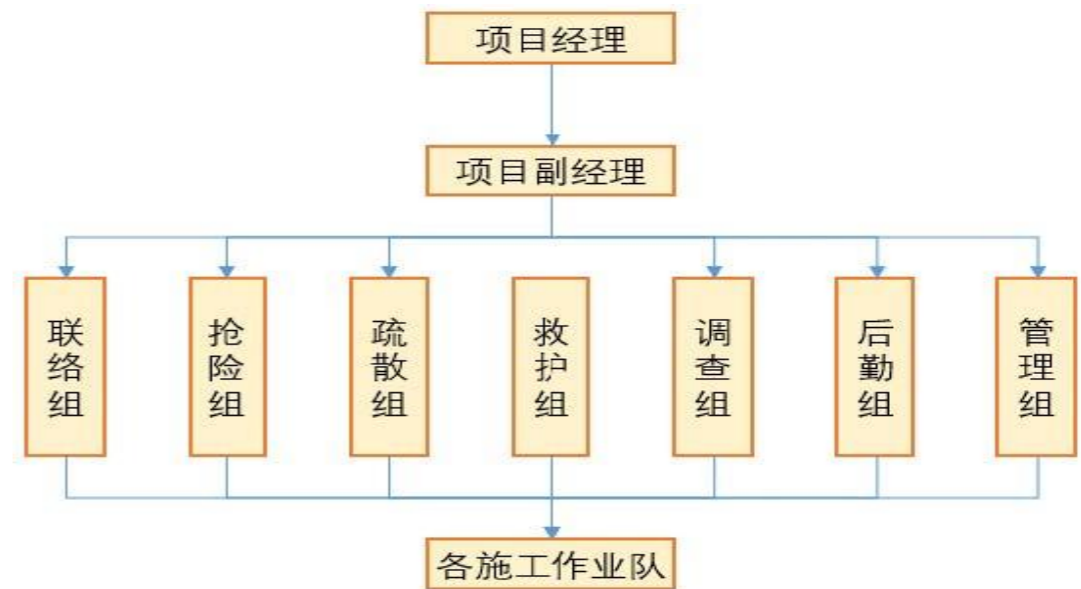 项目经理
项目副经理
联络组
抢险组
疏散组
救护组
调查组
后勤组
管理组
各施工作业队